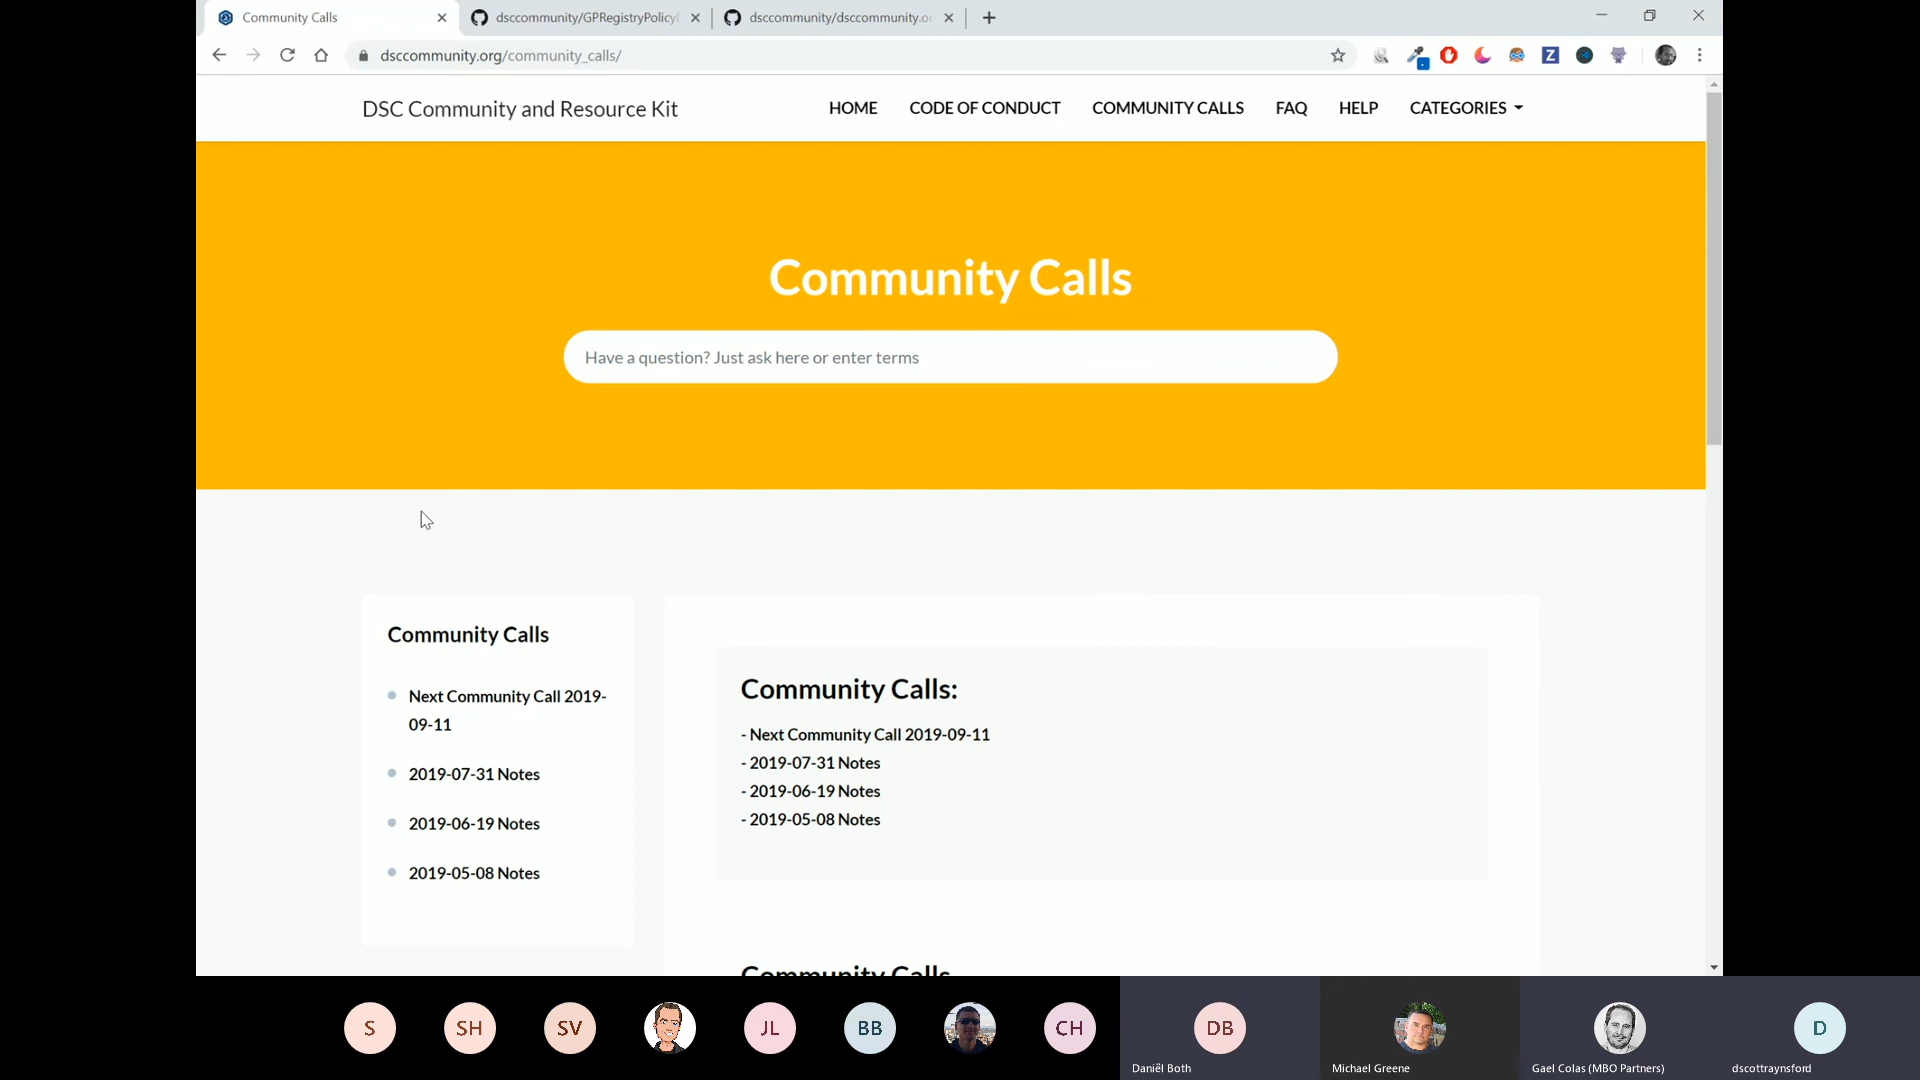 Community Calls
dsccommunity/GPRegistryPolicy
dsccommunity/dsccommunity.or
dsccommunity.org/community_calls/
DSC Community and Resource Kit
HOME
CODE OF CONDUCT
COMMUNITY CALLS
FAQ
HELP
CATEGORIES
Community Calls
Have a question? Just ask here or enter terms
Community Calls
Next Community Call 2019-
09-11
2019-07-31 Notes
2019-06-19 Notes
2019-05-08 Notes
Community Calls:
- Next Community Call 2019-09-11
- 2019-07-31 Notes
- 2019-06-19 Notes
- 2019-05-08 Notes
Community Calls
S
SH
SV
JL
BB
CH
DB
D
Daniël Both
Michael Greene
Gael Colas (MBO Partners)
dscottraynsford